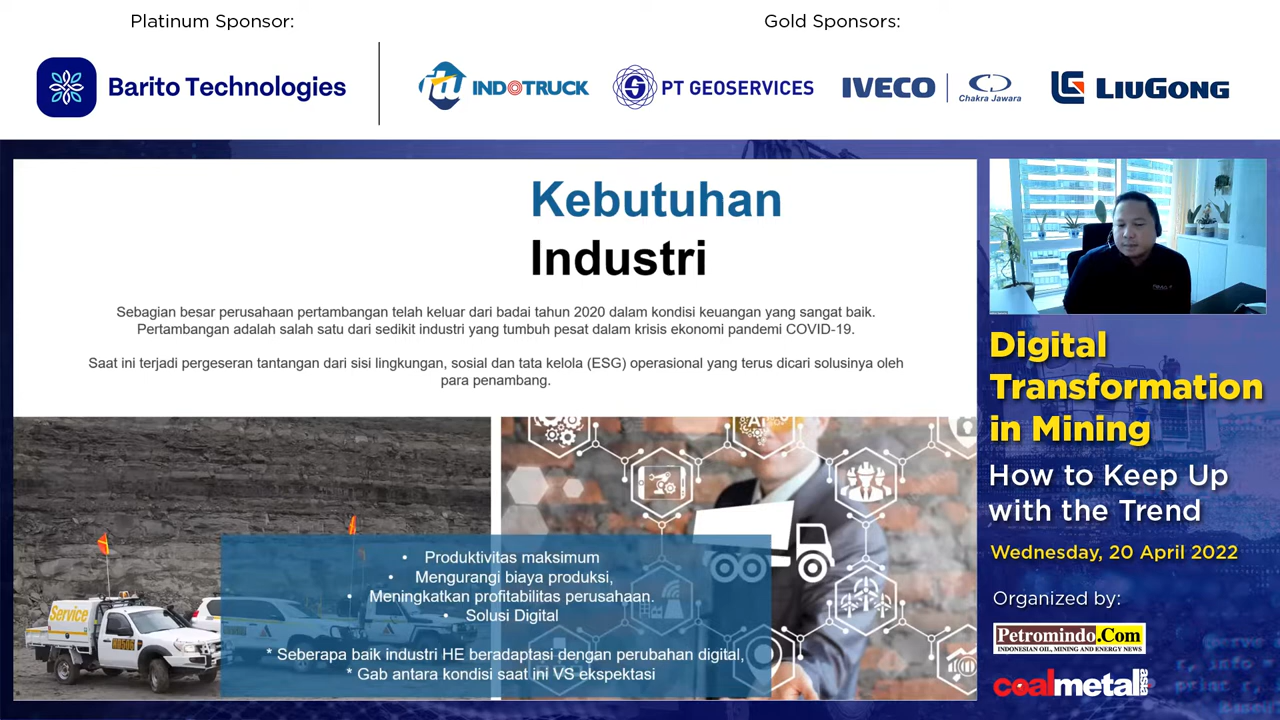 Platinum Sponsor:
Gold Sponsors:
Barito Technologies
INDOTRUCK
PT GEOSERVICES
IVECO
Chakra Jawara
LIUGONG
Kebutuhan
Industri
Sebagian besar perusahaan pertambangan telah keluar dari badai tahun 2020 dalam kondisi keuangan yang sangat baik.
Pertambangan adalah salah satu dari sedikit industri yang tumbuh pesat dalam krisis ekonomi pandemi COVID-19.
Saat ini terjadi pergeseran tantangan dari sisi lingkungan, sosial dan tata kelola (ESG) operasional yang terus dicari solusinya oleh
para penambang.
AI
Service
• Produktivitas maksimum
• Mengurangi biaya produksi,
• Meningkatkan profitabilitas perusahaan.
• Solusi Digital
* Seberapa baik industri HE beradaptasi dengan perubahan digital,
* Gab antara kondisi saat ini VS ekspektasi
Digital
Transformation
in Mining
How to Keep Up
with the Trend
Wednesday, 20 April 2022
Organized by:
Petromindo.Com
INDONESIAN OIL, MINING AND ENERGY NEWS
coalmetal asia